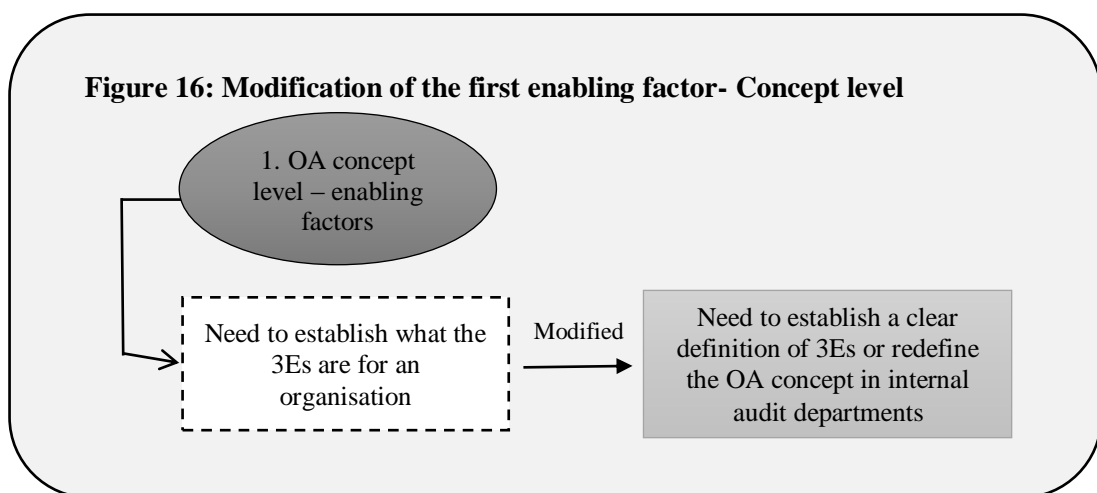 Figure 16: Modification of the first enabling factor- Concept level
1. OA concept
level – enabling
factors
Need to establish what the
3Es are for an
organisation
Modified
Need to establish a clear
definition of 3Es or redefine
the OA concept in internal
audit departments